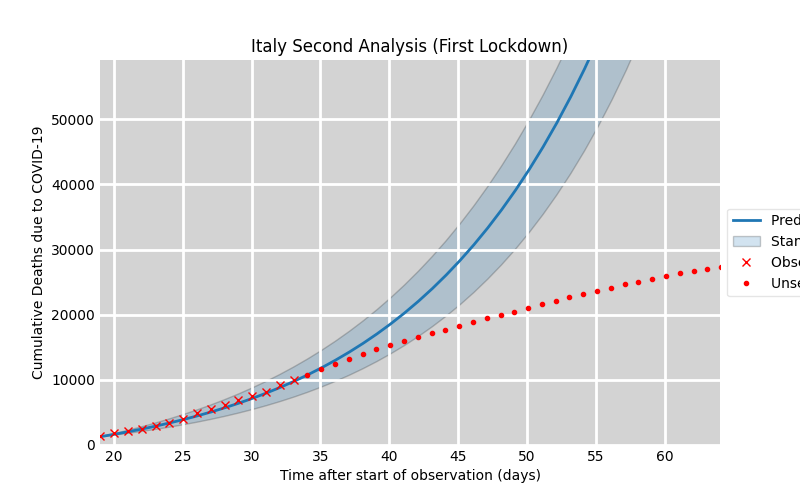 Italy Second Analysis (First Lockdown)
Cumulative Deaths due to COVID-19
50000
40000
30000
20000
10000
0
20 25 30 35 40 45 50 55 60
Time after start of observation (days)
Pred
Stan
Obse
Unse